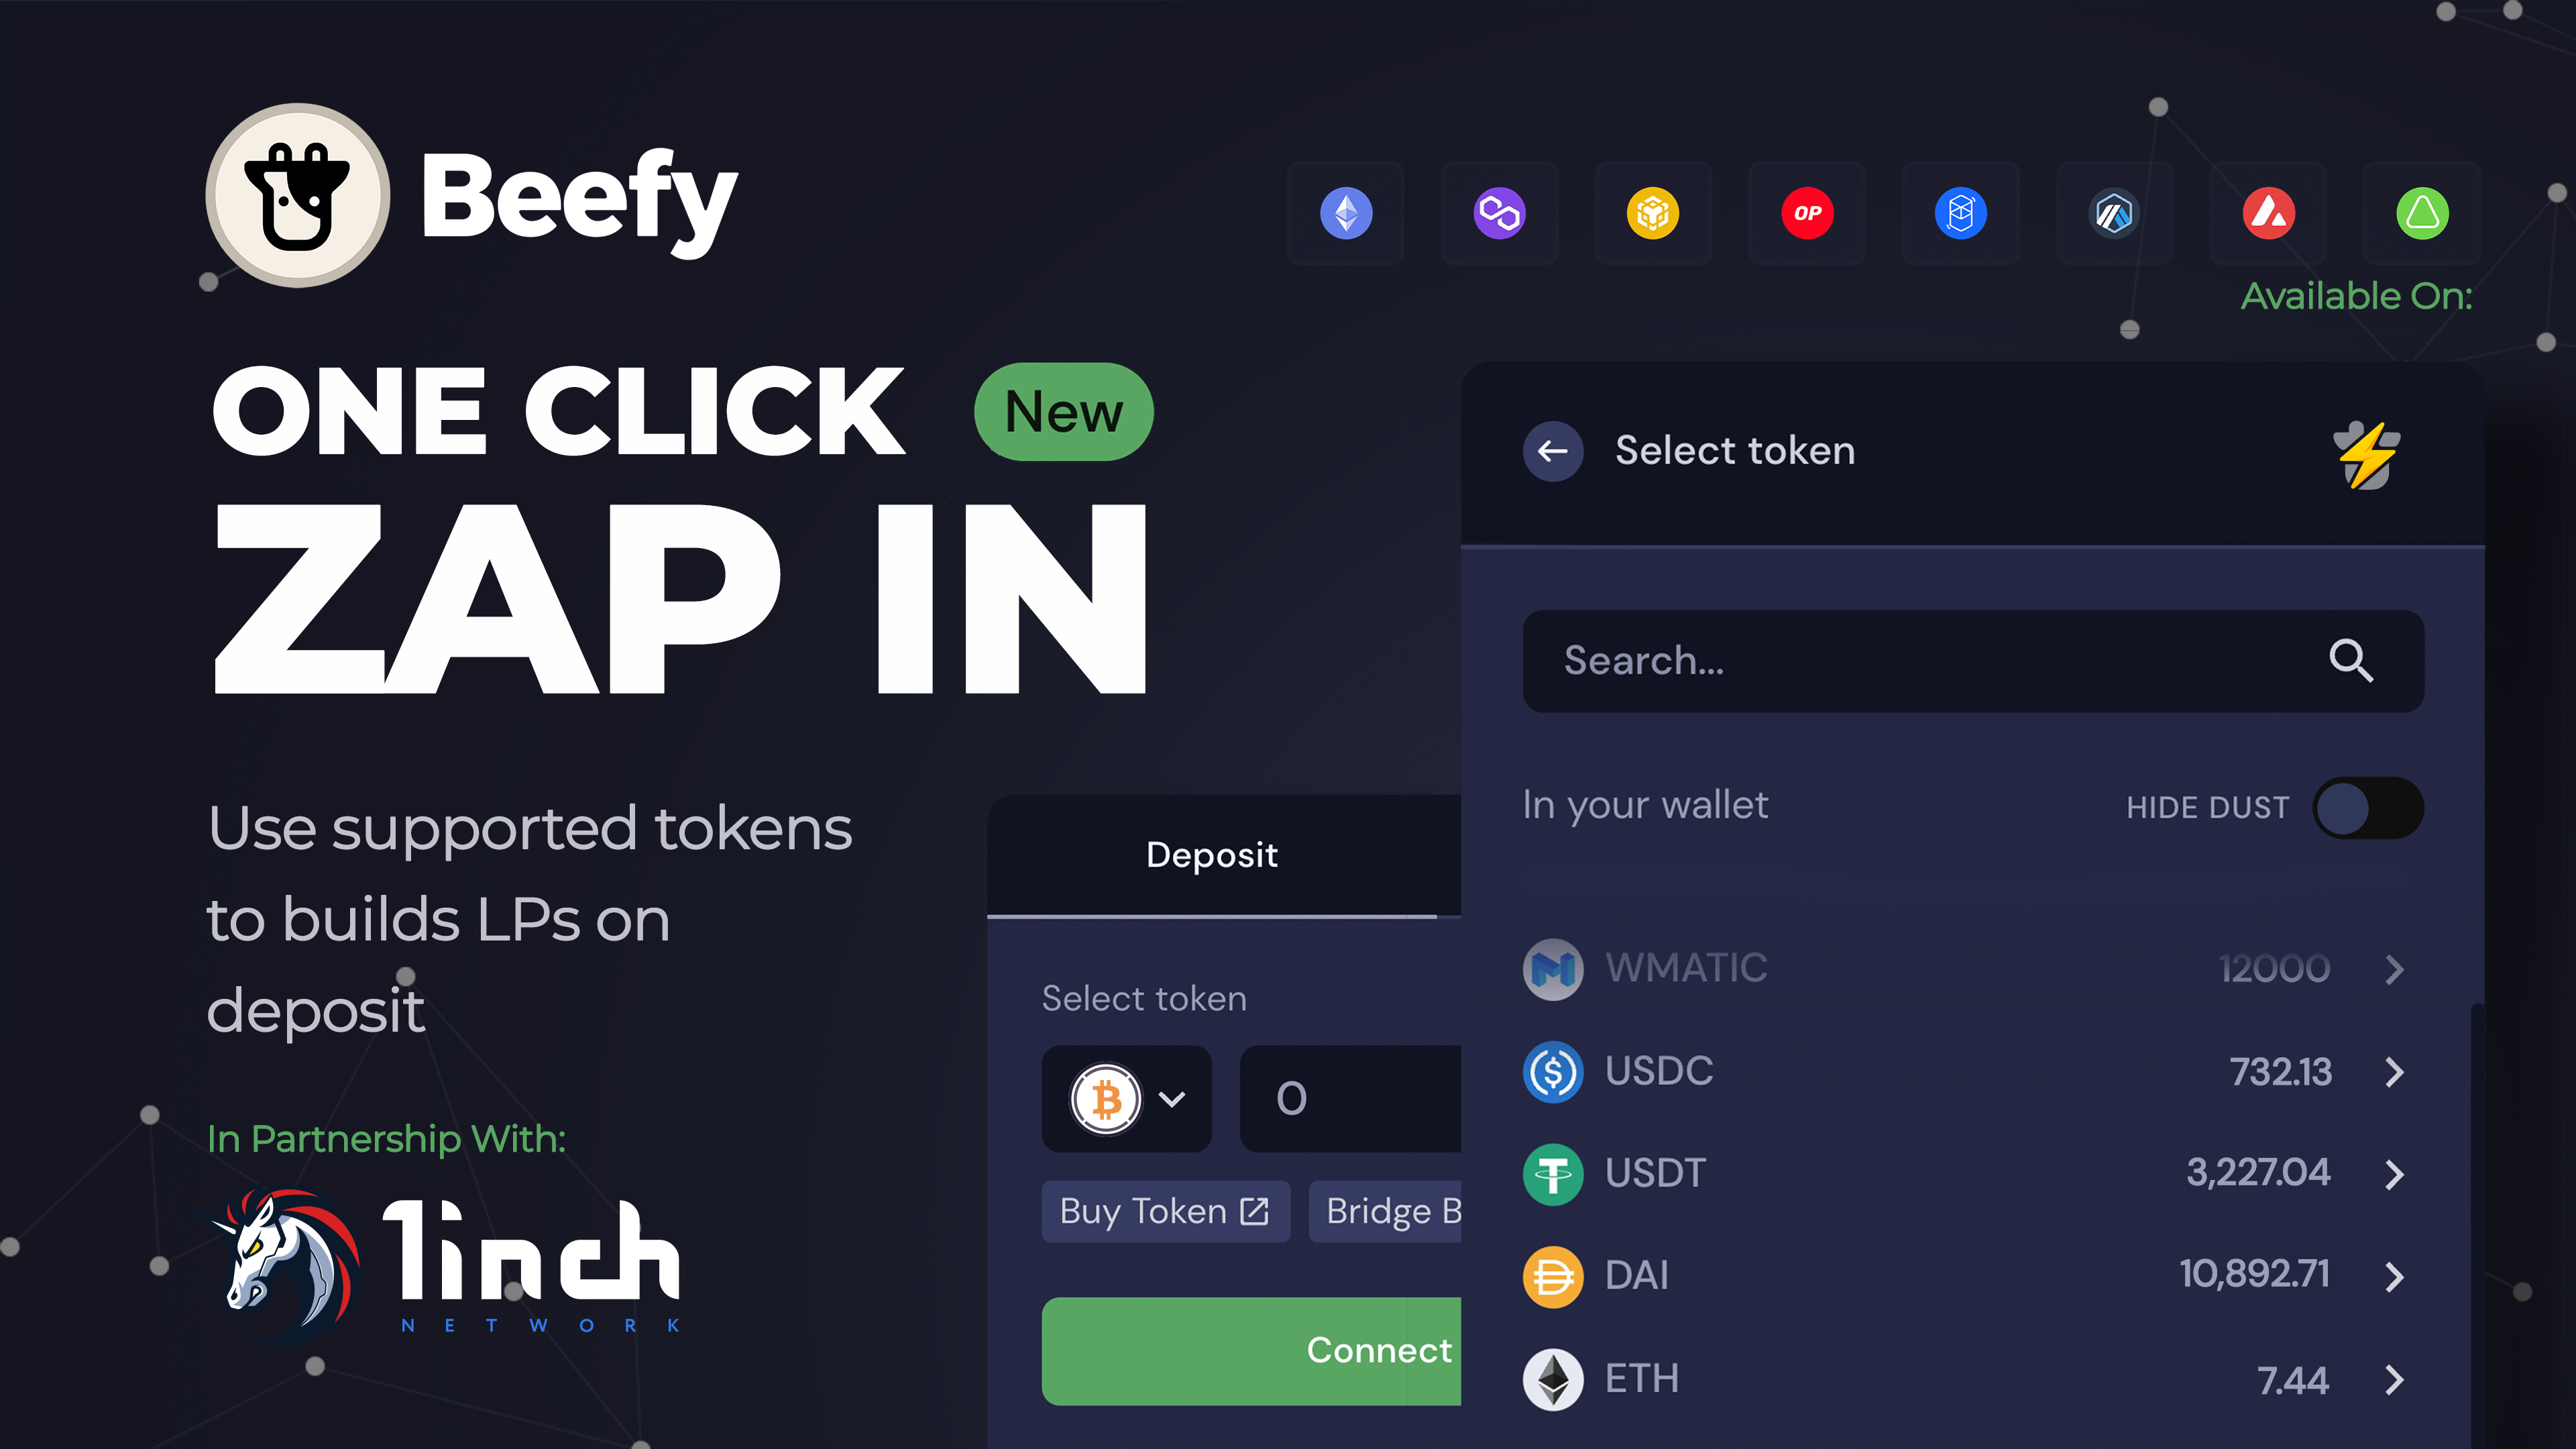 Beefy
OP
Available On:
ONE CLICK
New
ZAP IN
Use supported tokens
to builds LPs on
deposit
In Partnership With:
1inch
NETWORK
Deposit
Select token
0
Buy Token
Bridge B
Connect
Select token
Search...
In your wallet
HIDE DUST
WMATIC 12000
USDC 732.13
USDT 3,227.04
DAI 10,892.71
ETH 7.44